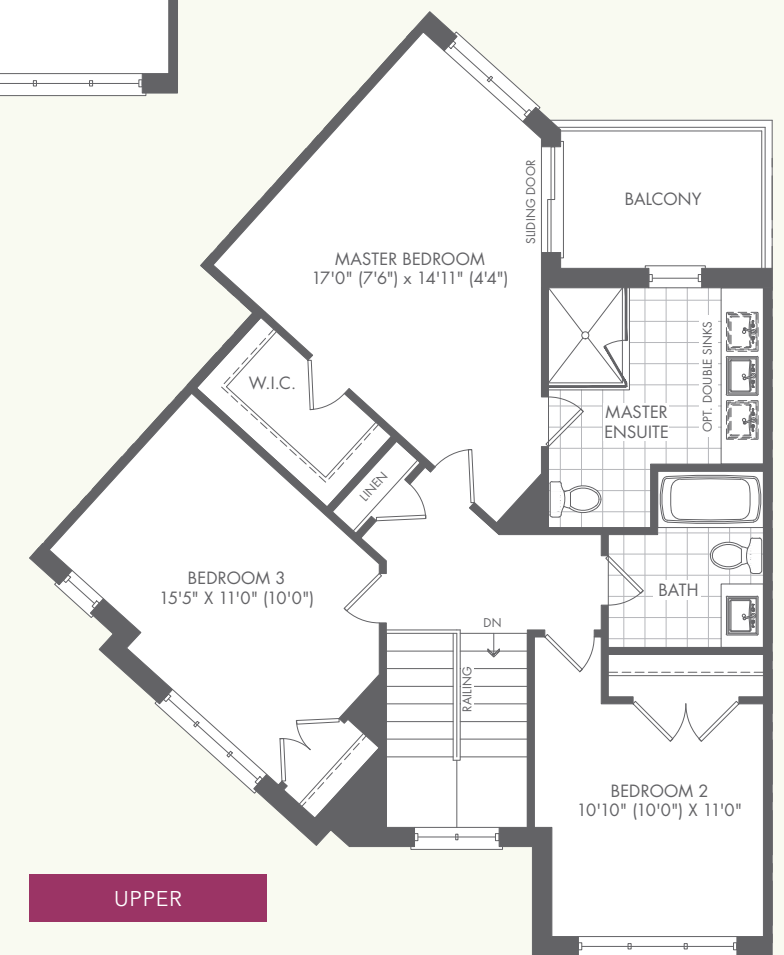 BALCONY
SLIDING DOOR
MASTER BEDROOM
17'0" (7'6") x 14'11" (4'4")
OPT. DOUBLE SINKS
W.I.C.
MASTER
ENSUITE
LINEN
BEDROOM 3
15'5" X 11'0" (10'0")
BATH
DN
RAILING
BEDROOM 2
10'10" (10'0") X 11'0"
UPPER